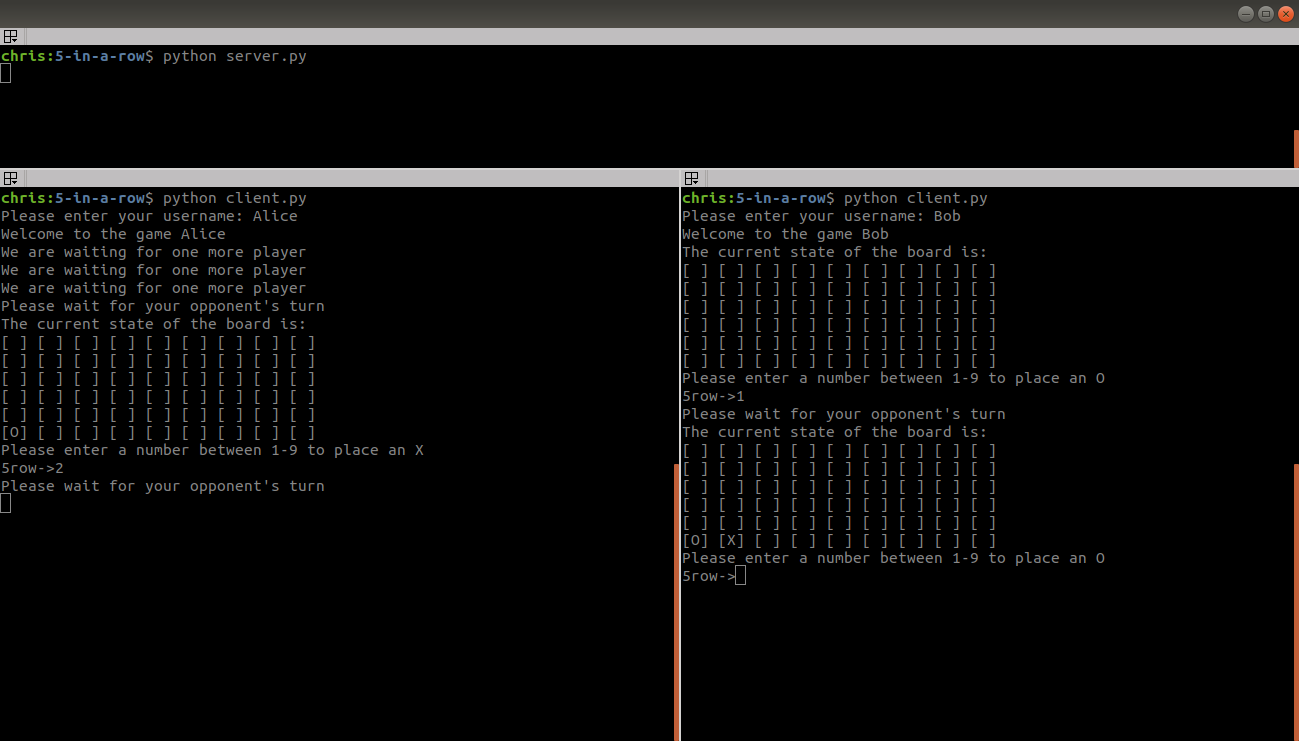 chris:5-in-a-row$ python server.py
chris:5-in-a-row$ python client.py
Please enter your username: Alice
Welcome to the game Alice
We are waiting for one more player
We are waiting for one more player
We are waiting for one more player
Please wait for your opponent's turn
The current state of the board is:
[ ] [ ] [ ] [ ] [ ] [ ] [ ] [ ] [ ]
[ ] [ ] [ ] [ ] [ ] [ ] [ ] [ ] [ ]
[ ] [ ] [ ] [ ] [ ] [ ] [ ] [ ] [ ]
[ ] [ ] [ ] [ ] [ ] [ ] [ ] [ ] [ ]
[ ] [ ] [ ] [ ] [ ] [ ] [ ] [ ] [ ]
[O] [ ] [ ] [ ] [ ] [ ] [ ] [ ] [ ]
Please enter a number between 1-9 to place an X
5row->2
Please wait for your opponent's turn
chris:5-in-a-row$ python client.py
Please enter your username: Bob
Welcome to the game Bob
The current state of the board is:
[ ] [ ] [ ] [ ] [ ] [ ] [ ] [ ] [ ]
[ ] [ ] [ ] [ ] [ ] [ ] [ ] [ ] [ ]
[ ] [ ] [ ] [ ] [ ] [ ] [ ] [ ] [ ]
[ ] [ ] [ ] [ ] [ ] [ ] [ ] [ ] [ ]
[ ] [ ] [ ] [ ] [ ] [ ] [ ] [ ] [ ]
[ ] [ ] [ ] [ ] [ ] [ ] [ ] [ ] [ ]
Please enter a number between 1-9 to place an O
5row->1
Please wait for your opponent's turn
The current state of the board is:
[ ] [ ] [ ] [ ] [ ] [ ] [ ] [ ] [ ]
[ ] [ ] [ ] [ ] [ ] [ ] [ ] [ ] [ ]
[ ] [ ] [ ] [ ] [ ] [ ] [ ] [ ] [ ]
[ ] [ ] [ ] [ ] [ ] [ ] [ ] [ ] [ ]
[ ] [ ] [ ] [ ] [ ] [ ] [ ] [ ] [ ]
[O] [X] [ ] [ ] [ ] [ ] [ ] [ ] [ ]
Please enter a number between 1-9 to place an O
5row->